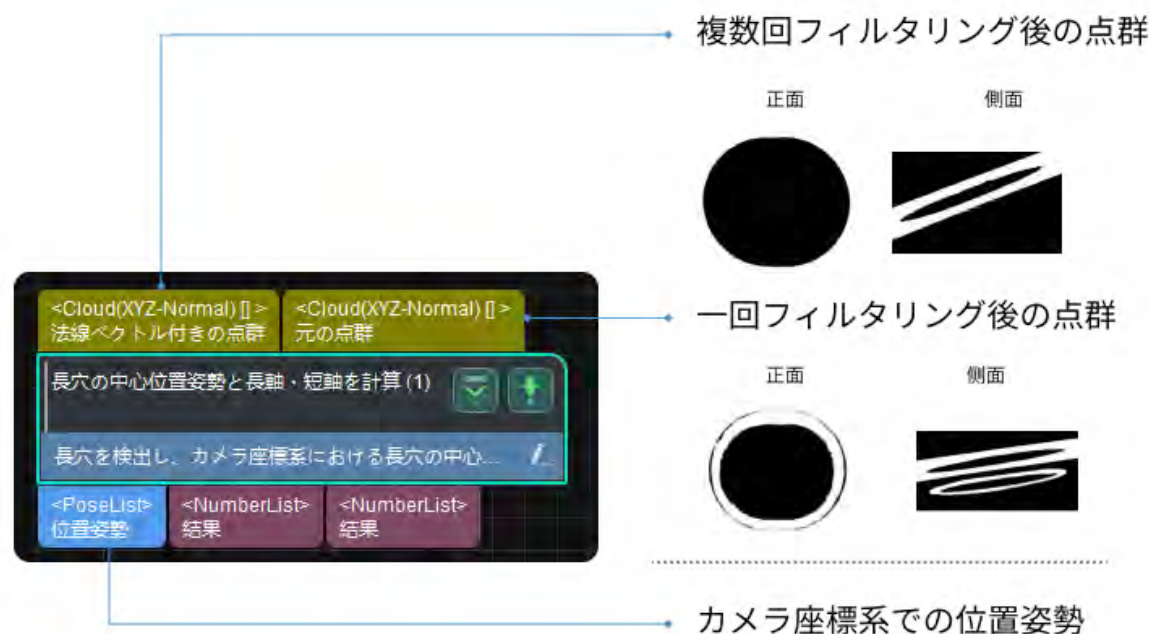 複数回フィルタリング後の点群
正面 側面
<Cloud(XYZ-Normal) [] > <Cloud(XYZ-Normal) [] >
法線ベクトル付きの点群 元の点群
一回フィルタリング後の点群
長穴の中心位置姿勢と長軸・短軸を計算 (1)
正面 側面
長穴を検出し、カメラ座標系における長穴の中心...
<PoseList> <NumberList> <NumberList>
位置姿勢 結果 結果
カメラ座標系での位置姿勢